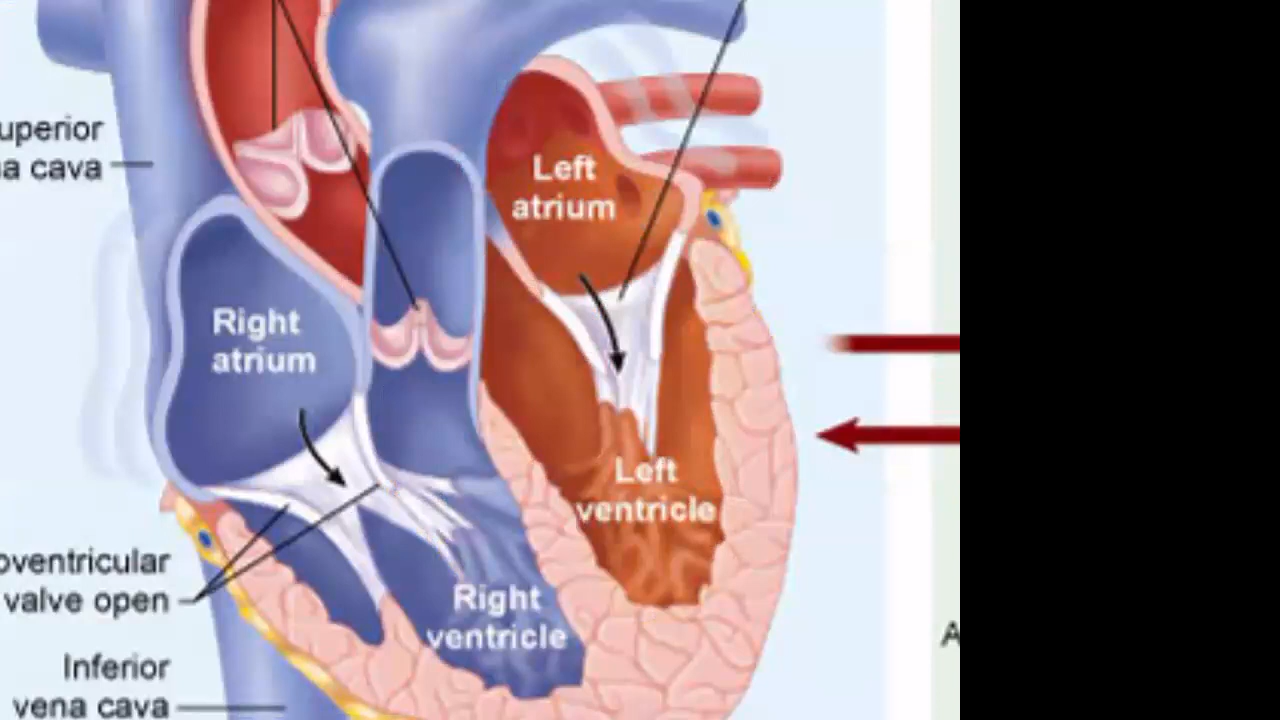 uperior
a cava
Left
atrium
Right
atrium
Left
ventricle
oventricular
valve open
Right
ventricle
Inferior
vena cava
A